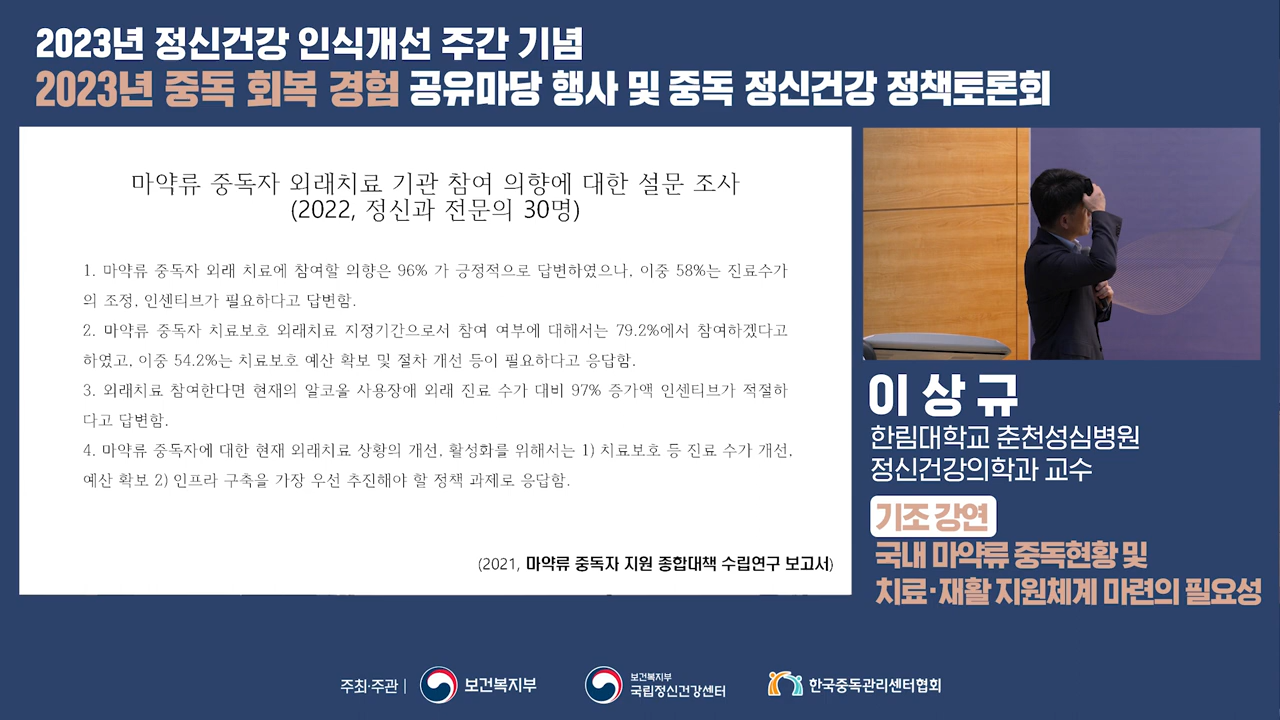 2023년 정신건강 인식개선 주간 기념
2023년 중독 회복 경험 공유마당 행사 및 중독 정신건강 정책토론회
마약류 중독자 외래치료 기관 참여 의향에 대한 설문 조사
(2022, 정신과 전문의 30명)
1. 마약류 중독자 외래 치료에 참여할 의향은 96% 가 긍정적으로 답변하였으나, 이중 58%는 진료수가
의 조정, 인센티브가 필요하다고 답변함.
2. 마약류 중독자 치료보호 외래치료 지정기간으로서 참여 여부에 대해서는 79.2%에서 참여하겠다고
하였고, 이중 54.2%는 치료보호 예산 확보 및 절차 개선 등이 필요하다고 응답함.
3. 외래치료 참여한다면 현재의 알코올 사용장애 외래 진료 수가 대비 97% 증가액 인센티브가 적절하
다고 답변함.
4. 마약류 중독자에 대한 현재 외래치료 상황의 개선, 활성화를 위해서는 1) 치료보호 등 진료 수가 개선,
예산 확보 2) 인프라 구축을 가장 우선 추진해야 할 정책 과제로 응답함.
(2021, 마약류 중독자 지원 종합대책 수립연구 보고서)
이 상 규
한림대학교 춘천성심병원
정신건강의학과 교수
기조 강연
국내 마약류 중독현황 및
치료·재활 지원체계 마련의 필요성
주최·주관 | 보건복지부 보건복지부 국립정신건강센터 한국중독관리센터협회